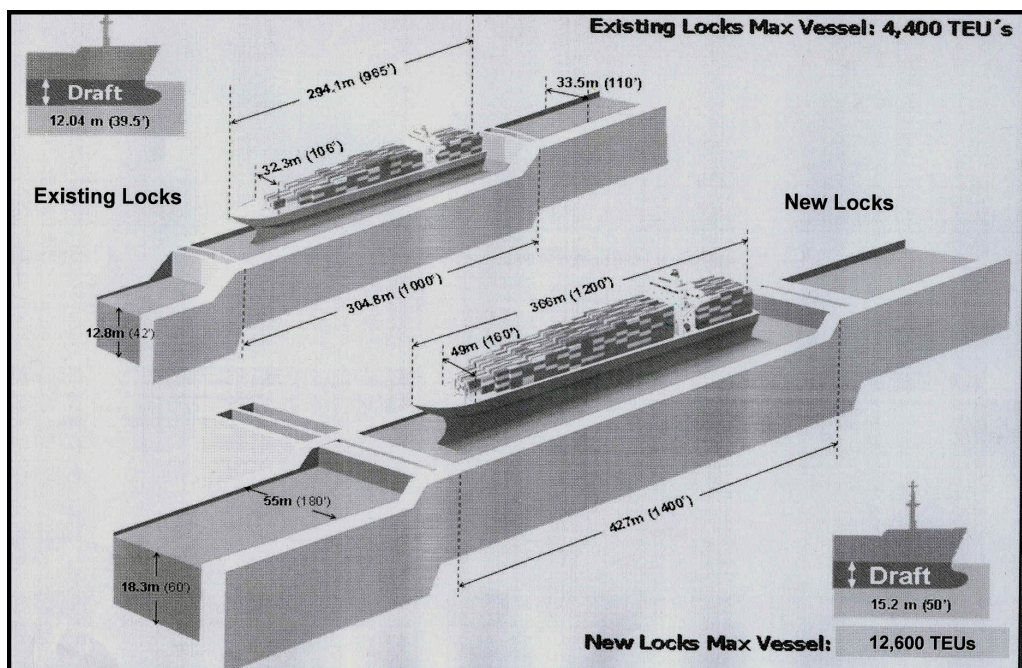 Existing Locks Max Vessel: 4,400 TEU´s
Draft
12.04 m (39.5')
294.1m (965')
33.5m (110')
32.3m (106')
Existing Locks
New Locks
304.8m (1000')
366m (1200')
12.8m (42')
49m (160')
55m (180')
427m (1400')
18.3m (60')
Draft
15.2 m (50')
New Locks Max Vessel: 12,600 TEUs